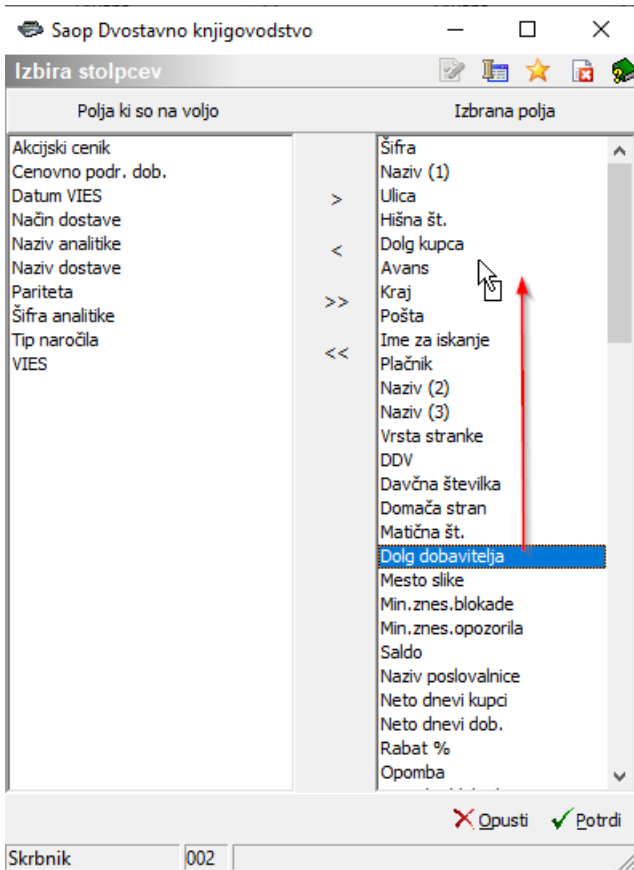 Saop Dvostavno knjigovodstvo
Izbira stolpcev
Polja ki so na voljo
Izbrana polja
Akcijski cenik
Cenovno podr. dob.
Datum VIES
Način dostave
Naziv analitike
Naziv dostave
Pariteta
Šifra analitike
Tip naročila
VIES
>
<
>>
<<
Šifra
Naziv (1)
Ulica
Hišna št.
Dolg kupca
Avans
Kraj
Pošta
Ime za iskanje
Plačnik
Naziv (2)
Naziv (3)
Vrsta stranke
DDV
Davčna številka
Domača stran
Matična št.
Dolg dobavitelja
Mesto slike
Min.znes.blokade
Min.znes.opozorila
Saldo
Naziv poslovalnice
Neto dnevi kupci
Neto dnevi dob.
Rabat %
Opomba
Opusti
Potrdi
Skrbnik
002